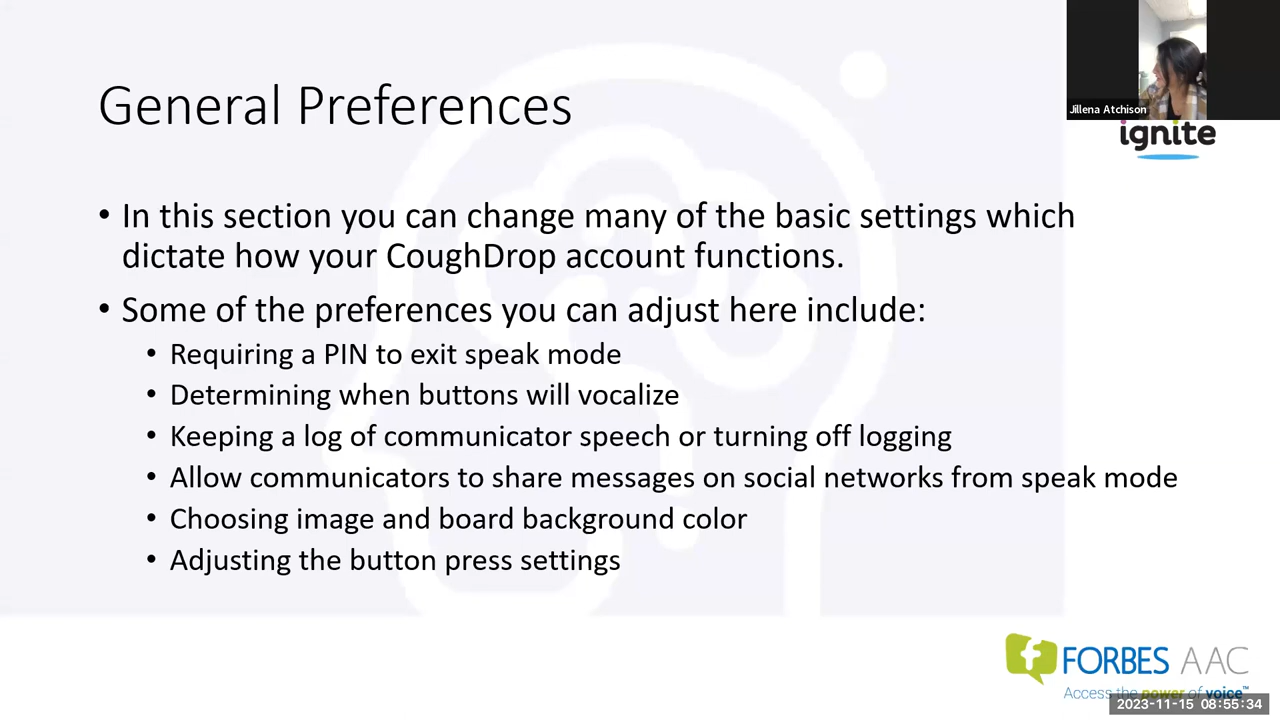 General Preferences
Jillena Atchison
ignite
• In this section you can change many of the basic settings which
dictate how your CoughDrop account functions.
• Some of the preferences you can adjust here include:
• Requiring a PIN to exit speak mode
• Determining when buttons will vocalize
• Keeping a log of communicator speech or turning off logging
• Allow communicators to share messages on social networks from speak mode
• Choosing image and board background color
• Adjusting the button press settings
f FORBES AAC
Access the power of voice™
2023-11-15 08:55:34